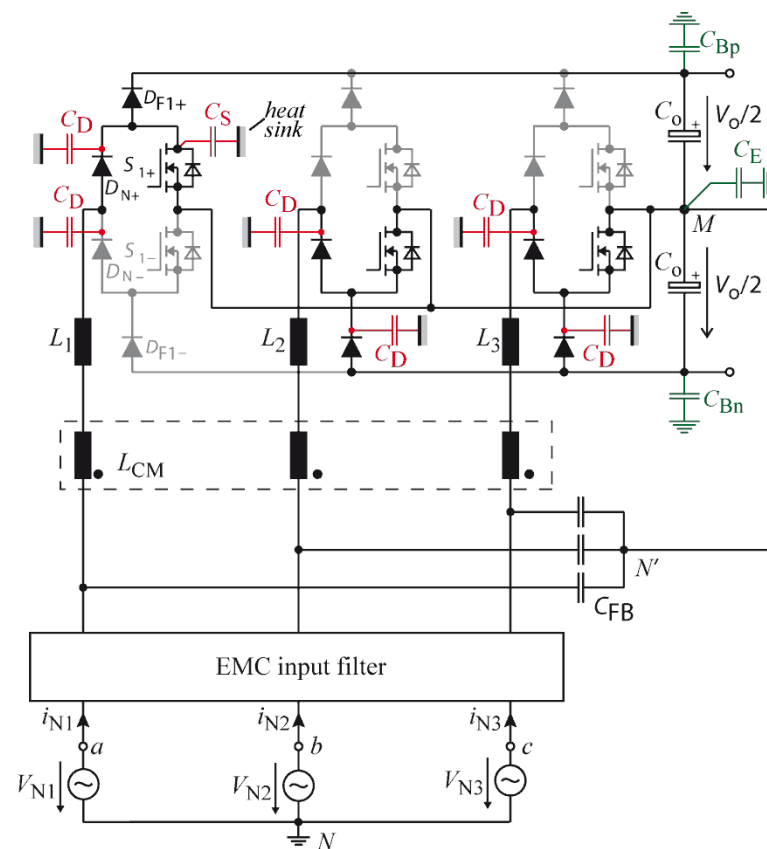 C_Bp
D_F1+
C_S
heat
sink
C_D
C_o
+
V_o/2
C_E
S_1+
D_N+
C_D
C_D
C_D
M
S_1-
D_N-
C_o
+
V_o/2
L_1
D_F1-
L_2
C_D
L_3
C_D
C_Bn
L_CM
N'
C_FB
EMC input filter
i_N1
i_N2
i_N3
a
b
c
V_N1
V_N2
V_N3
N